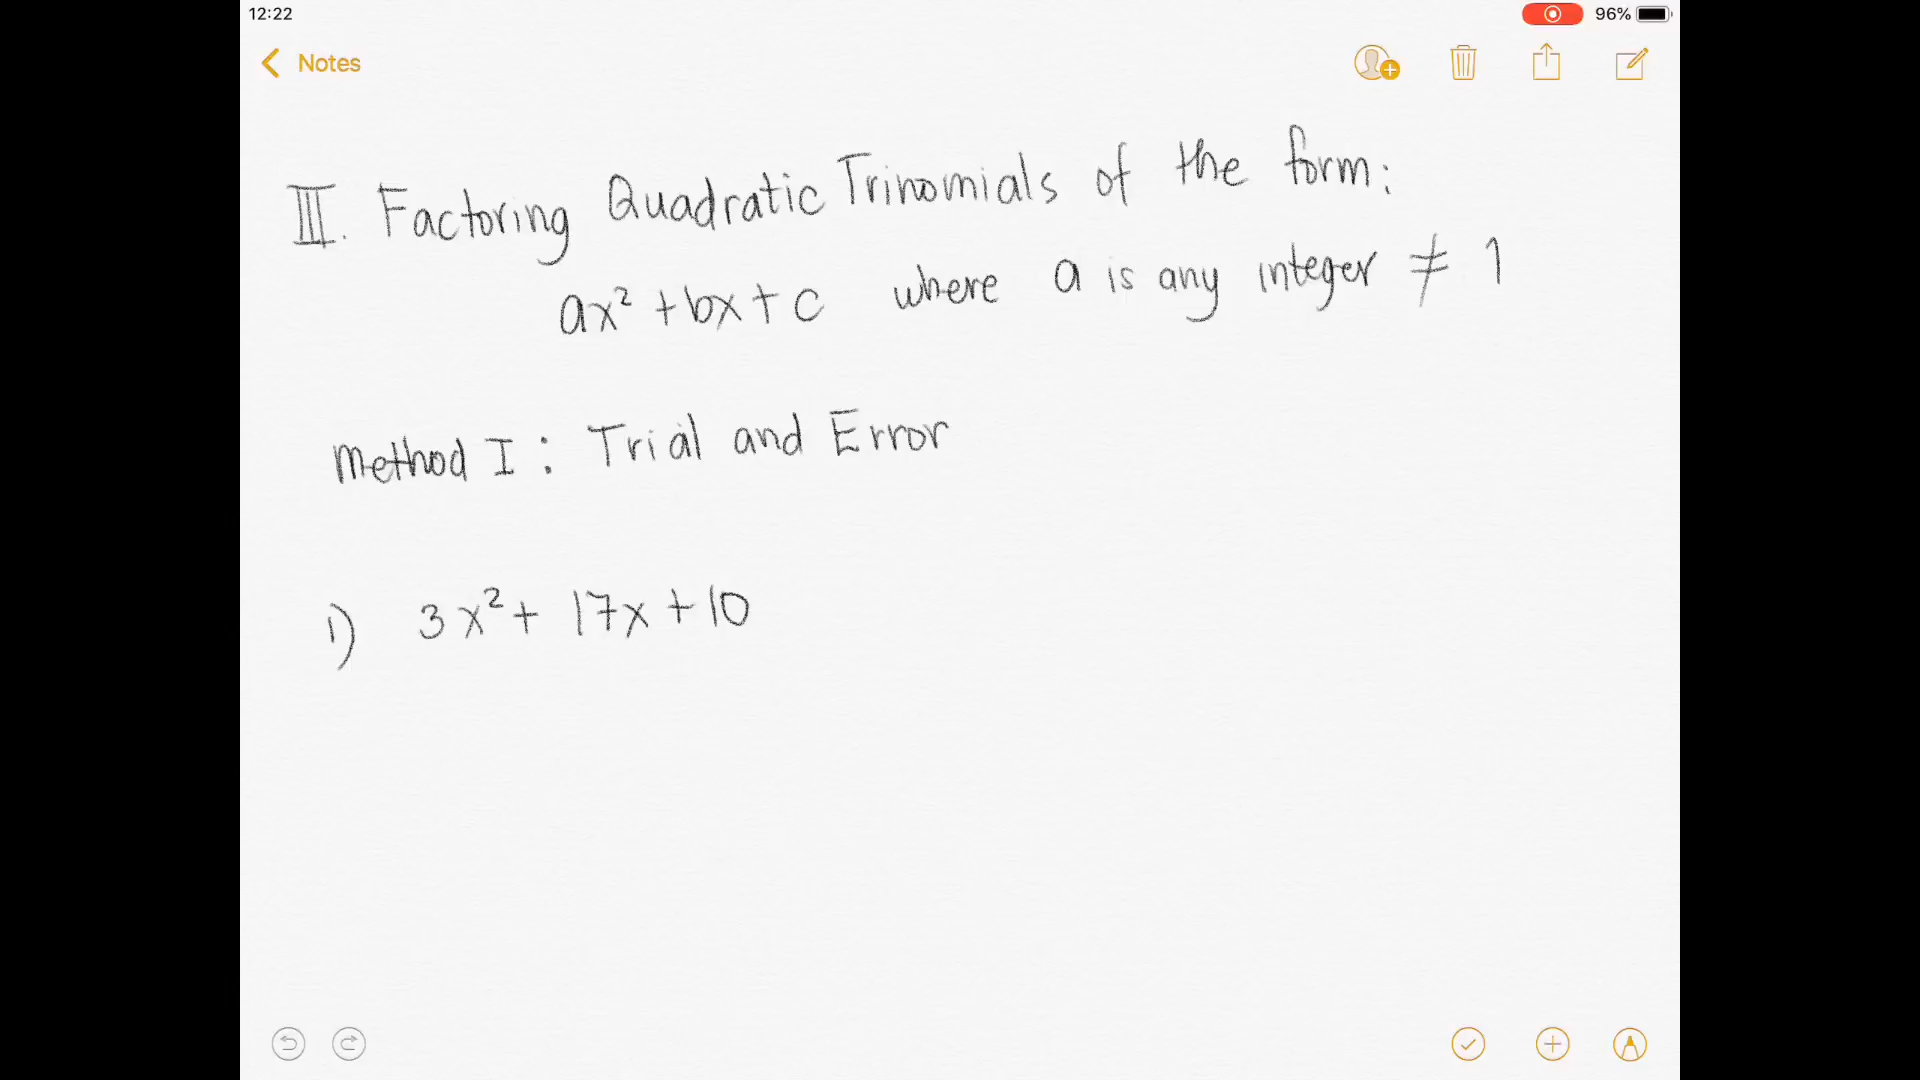 12:22
96%
Notes
III. Factoring Quadratic Trinomials of the form:
ax² + bx + c where a is any integer ≠ 1
Method I : Trial and Error
1) 3x² + 17x + 10